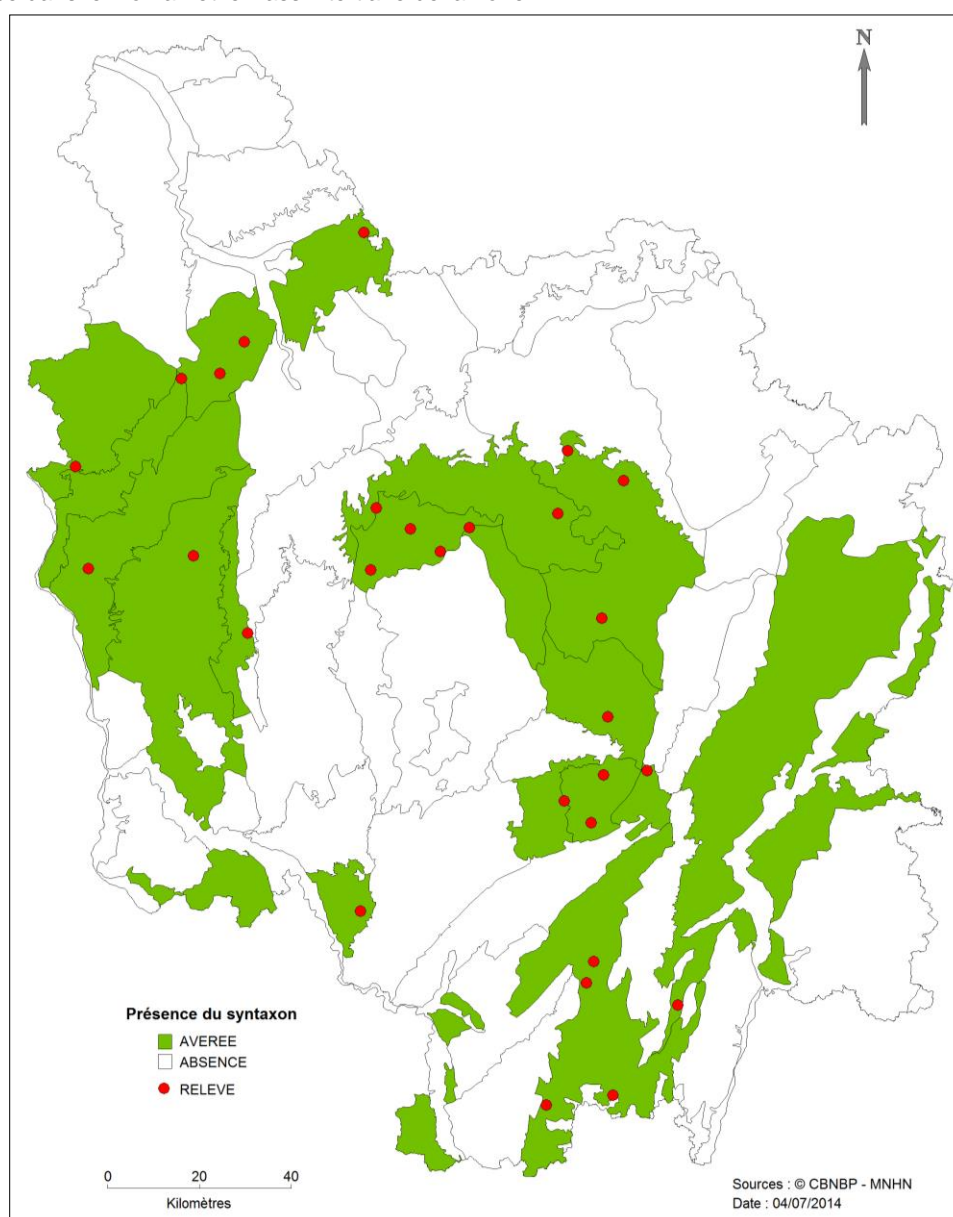 N
Présence du syntaxon
AVEREE
ABSENCE
RELEVE
0 20 40
Kilomètres
Sources : © CBNBP - MNHN
Date : 04/07/2014